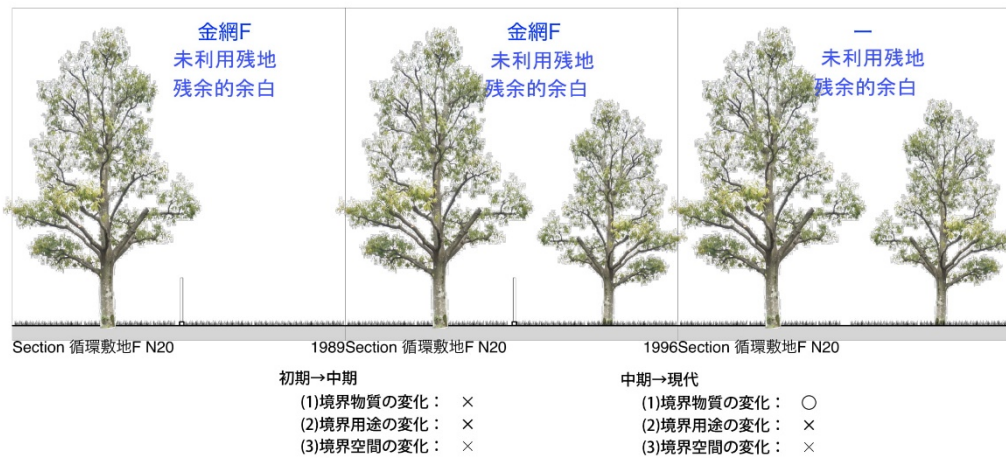 金網F
未利用残地
残余的余白
金網F
未利用残地
残余的余白
ー
未利用残地
残余的余白
Section 循環敷地F N20
1989Section 循環敷地F N20
1996Section 循環敷地F N20
初期→中期
(1)境界物質の変化： ×
(2)境界用途の変化： ×
(3)境界空間の変化： ×
中期→現代
(1)境界物質の変化： ○
(2)境界用途の変化： ×
(3)境界空間の変化： ×